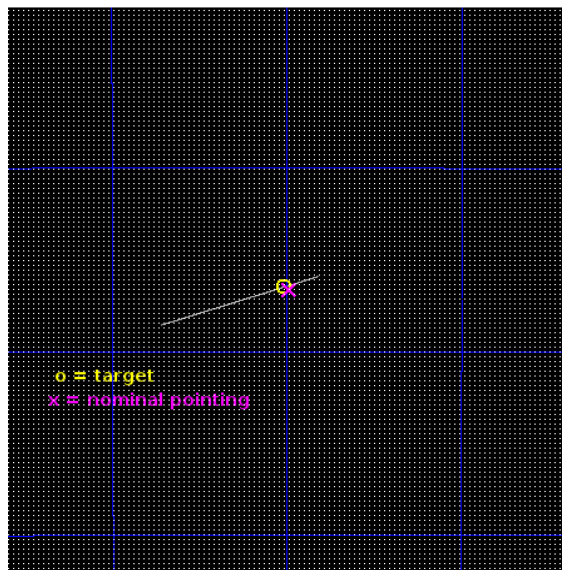 o = target
x = nominal pointing